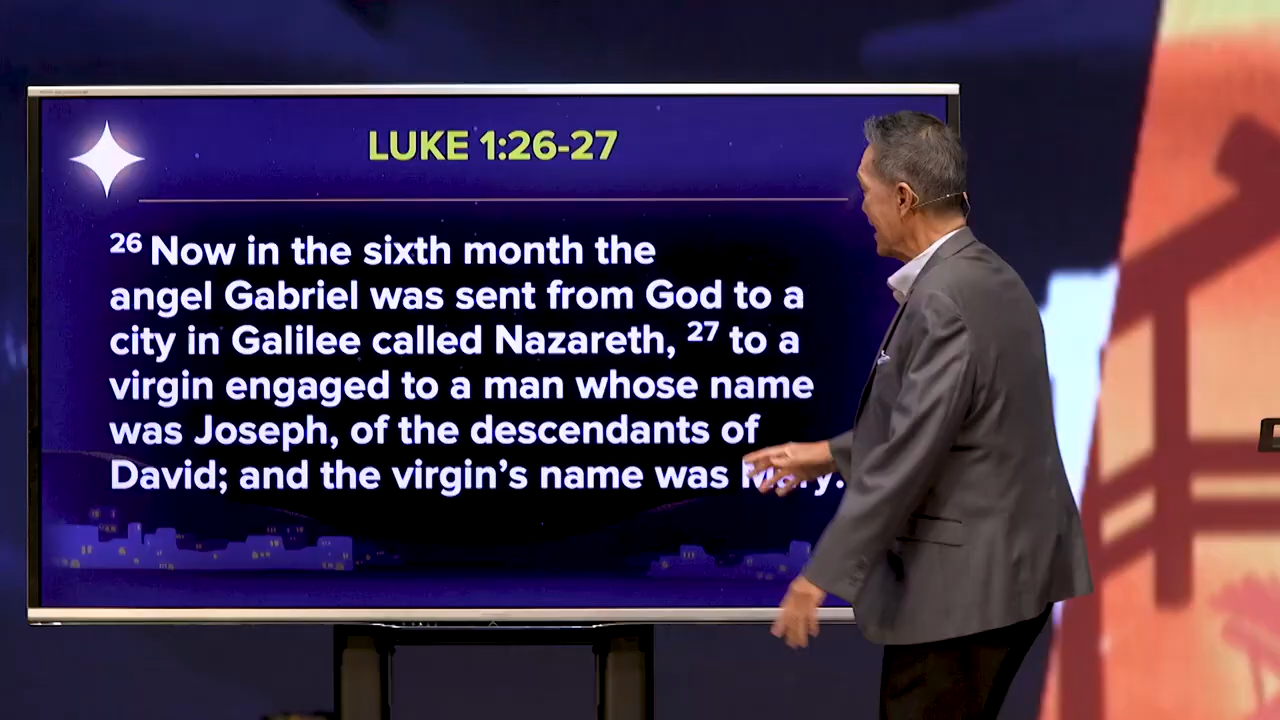 LUKE 1:26-27
26 Now in the sixth month the
angel Gabriel was sent from God to a
city in Galilee called Nazareth, 27 to a
virgin engaged to a man whose name
was Joseph, of the descendants of
David; and the virgin’s name was Mary.